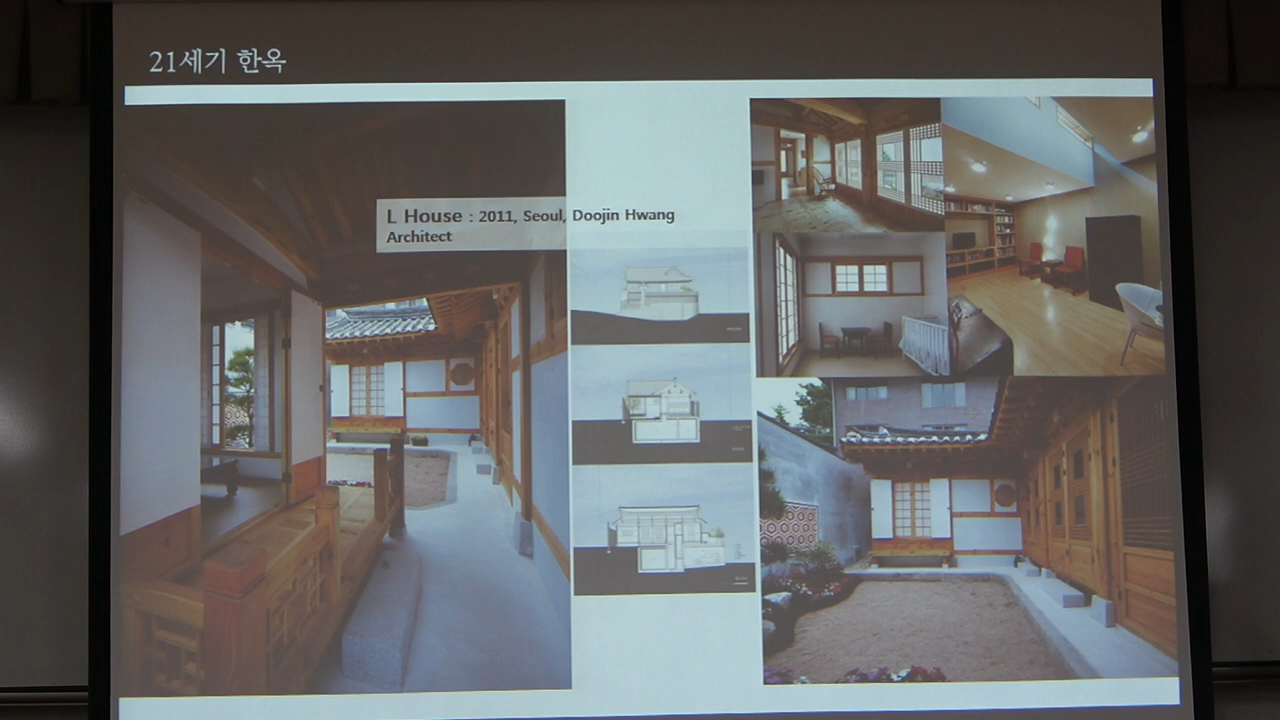 21세기 한옥
L House : 2011, Seoul, Doojin Hwang
Architect